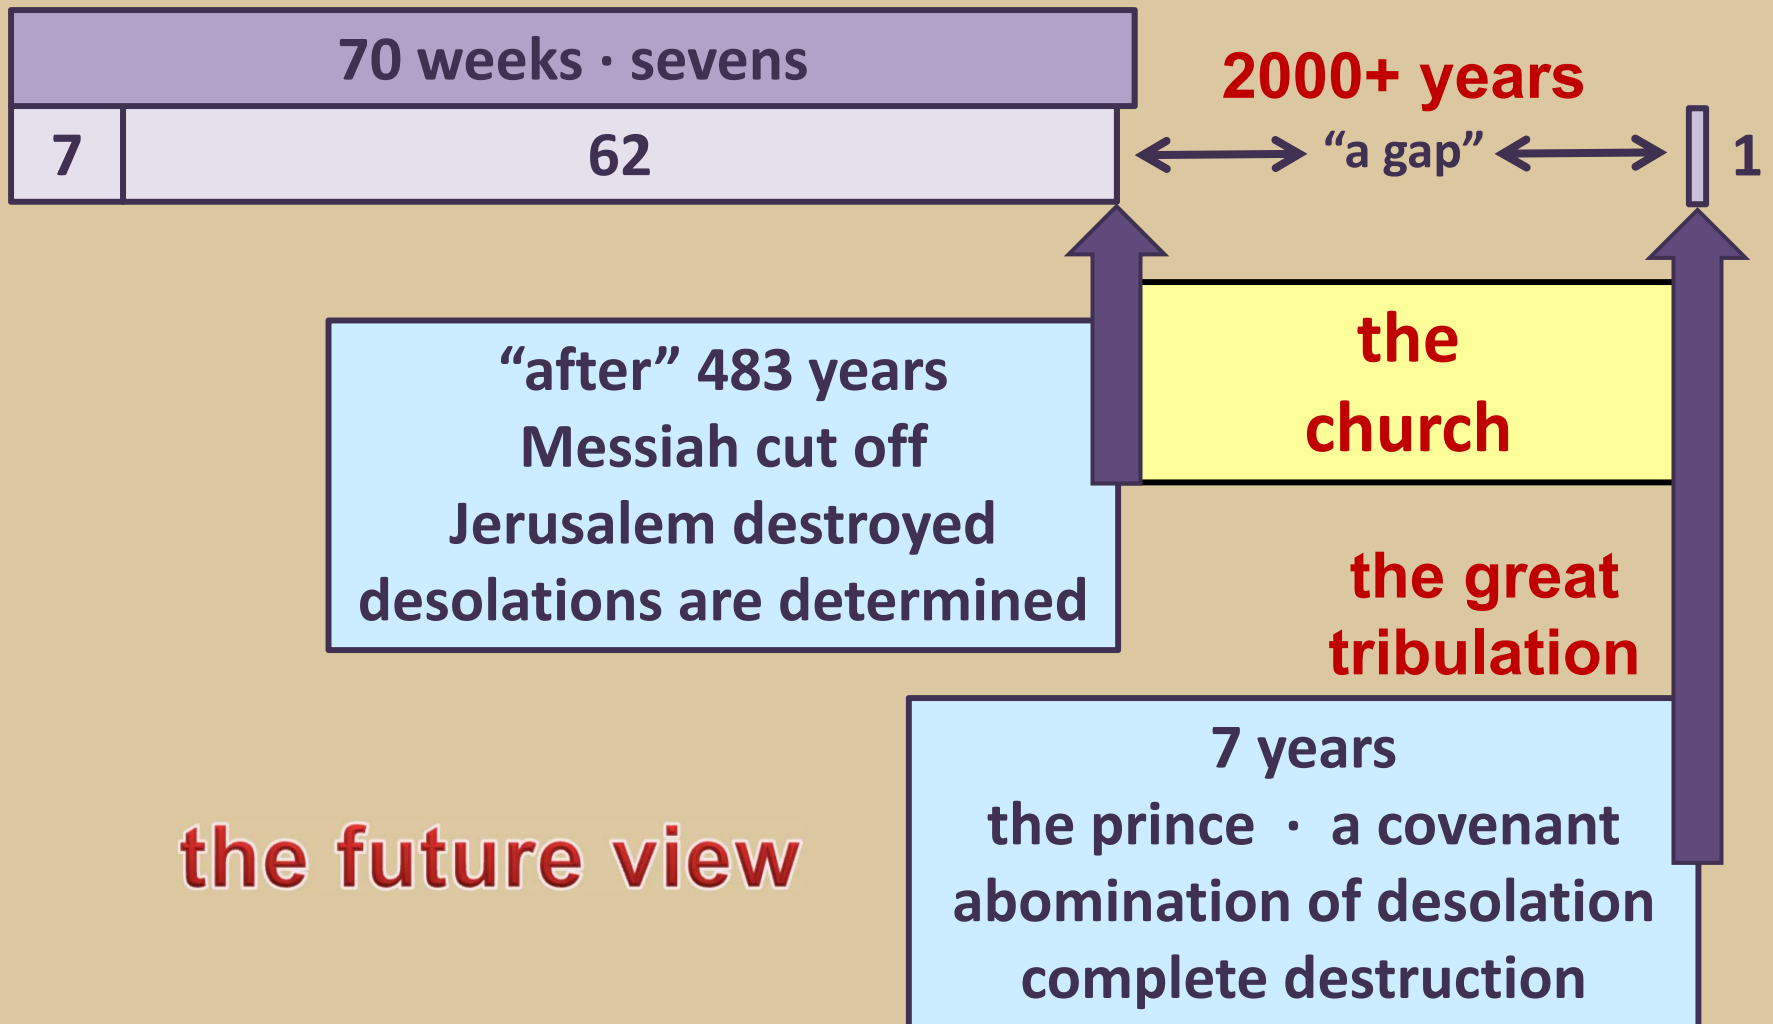 70 weeks · sevens
2000+ years
7
62
“a gap”
1
“after” 483 years
Messiah cut off
Jerusalem destroyed
desolations are determined
the
church
the great
tribulation
7 years
the prince · a covenant
abomination of desolation
complete destruction
the future view